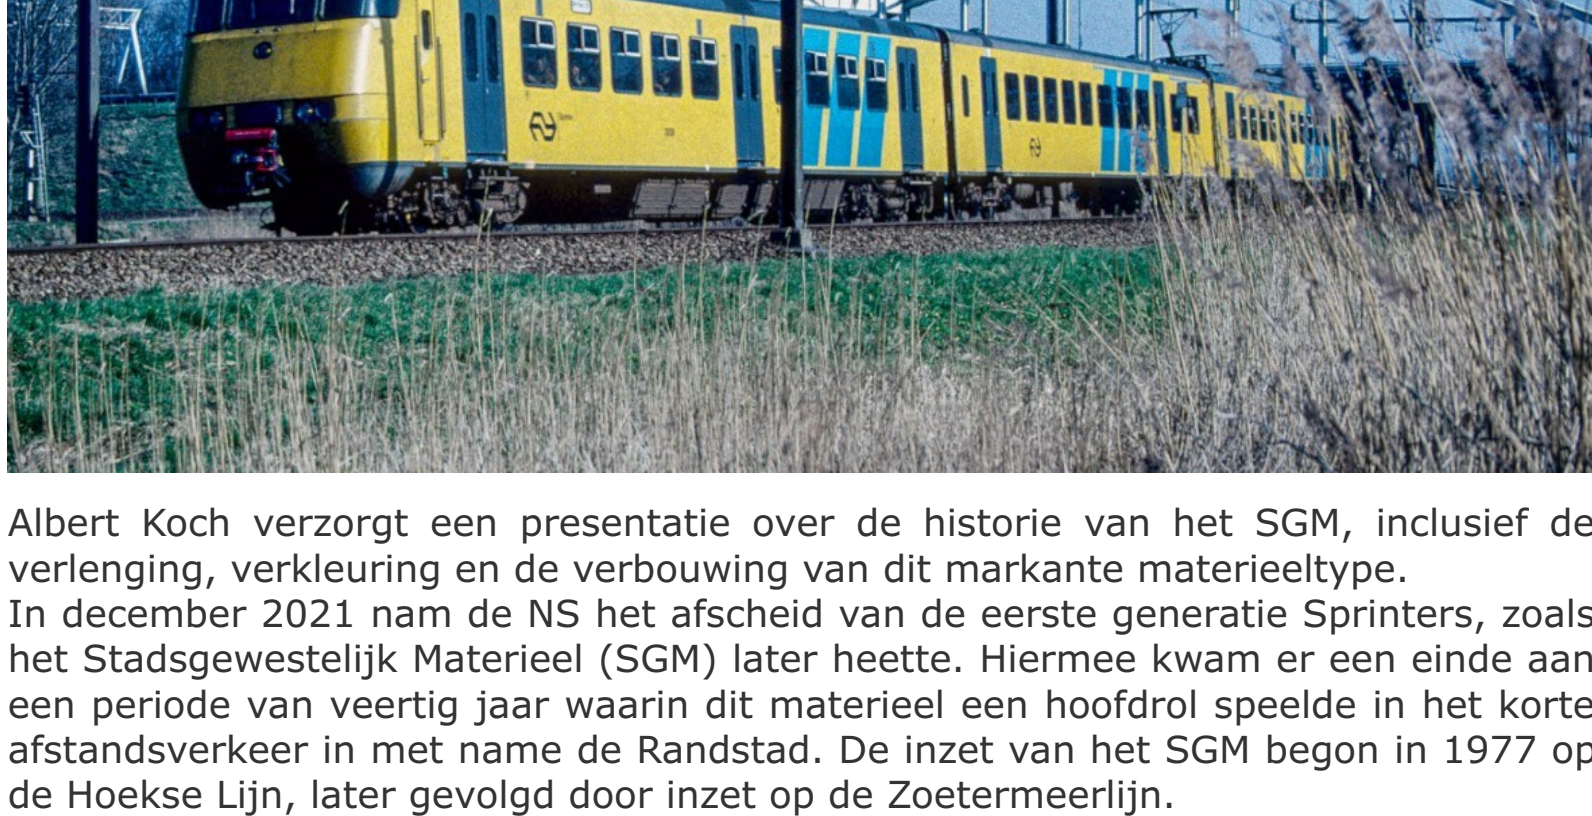 Albert Koch verzorgt een presentatie over de historie van het SGM, inclusief de
verlenging, verkleuring en de verbouwing van dit markante materieeltype.
In december 2021 nam de NS het afscheid van de eerste generatie Sprinters, zoals
het Stadsgewestelijk Materieel (SGM) later heette. Hiermee kwam er een einde aan
een periode van veertig jaar waarin dit materieel een hoofdrol speelde in het korte
afstandsverkeer in met name de Randstad. De inzet van het SGM begon in 1977 op
de Hoekse Lijn, later gevolgd door inzet op de Zoetermeerlijn.